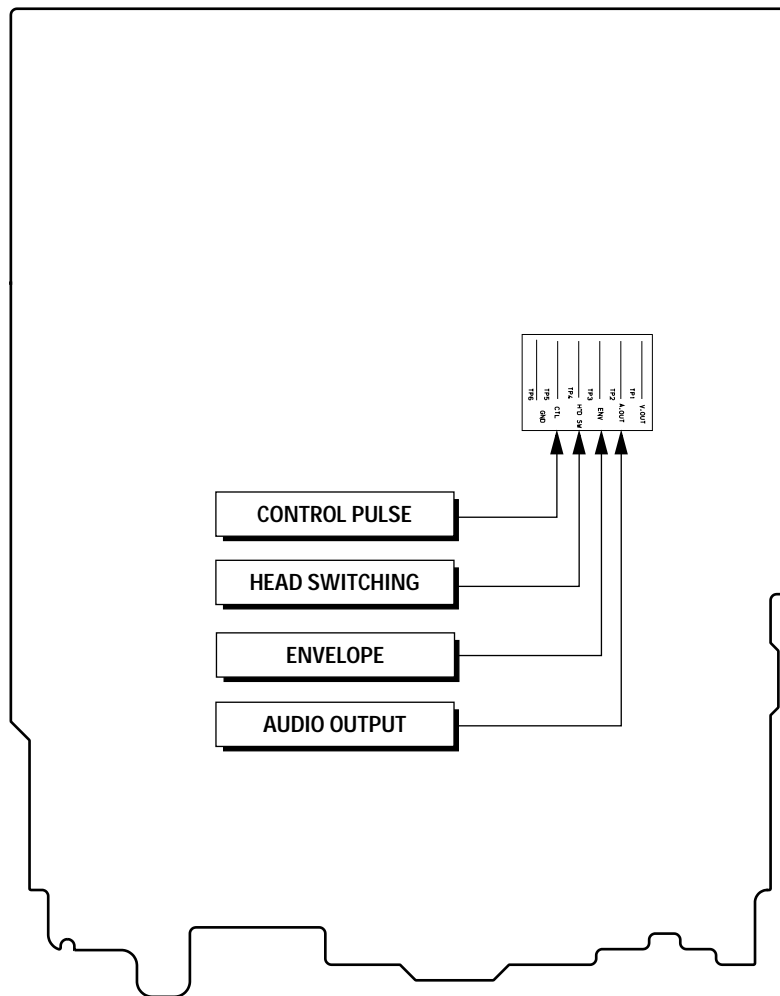 TP6
GND
TP5
CTL
TP4
H'D SW
TP3
ENV
TP2
A.OUT
TP1
V.OUT
CONTROL PULSE
HEAD SWITCHING
ENVELOPE
AUDIO OUTPUT